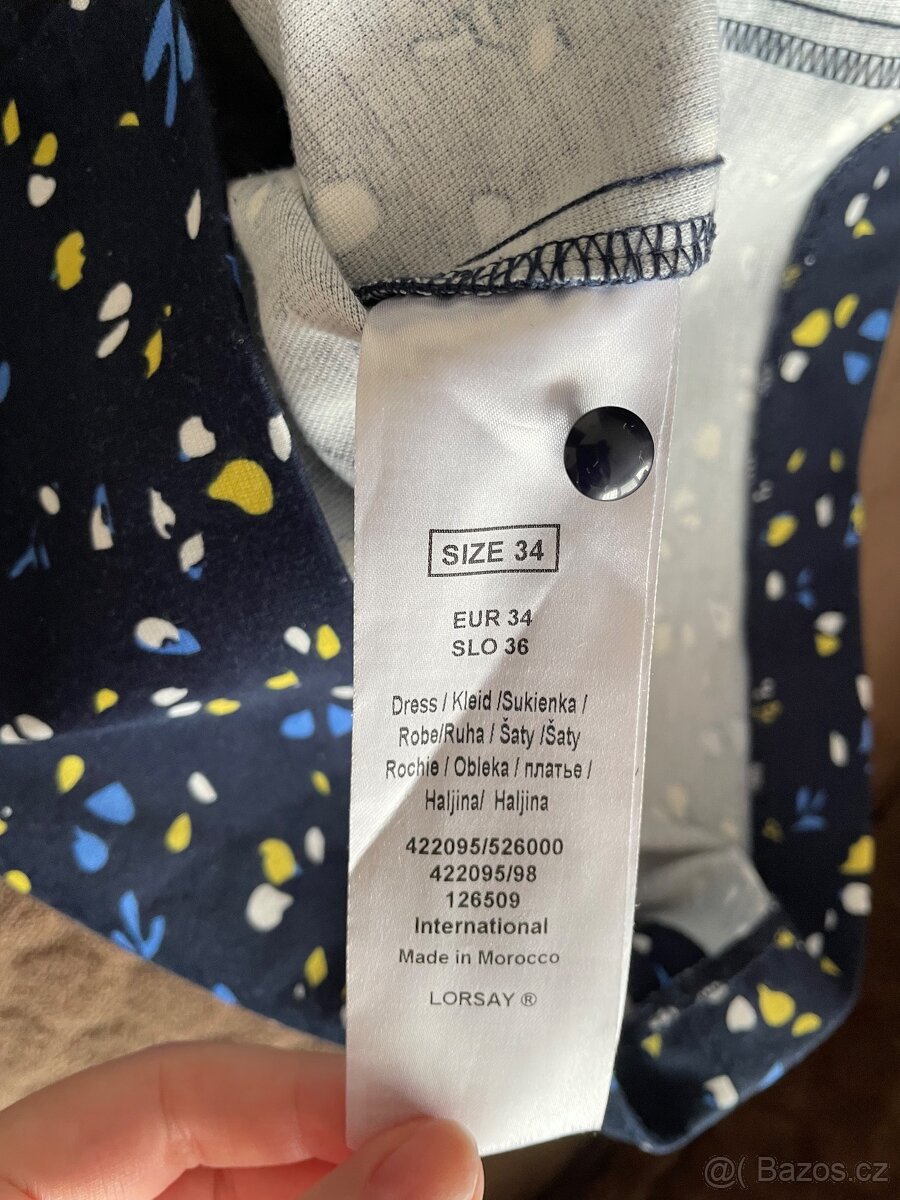 SIZE 34
EUR 34
SLO 36
Dress / Kleid /Sukienka /
Robe/Ruha / Šaty /Šaty
Rochie / Obleka / платье /
Haljina/ Haljina
422095/526000
422095/98
126509
International
Made in Morocco
LORSAY ®
@( Bazos.cz